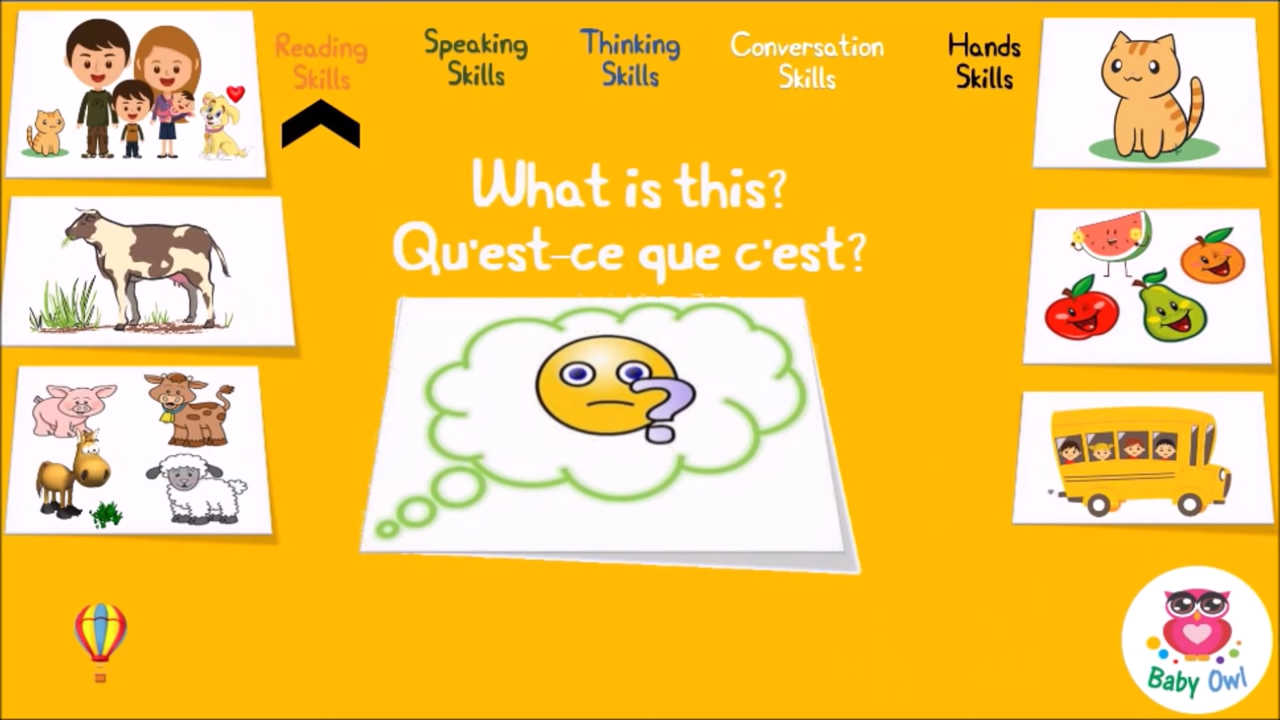 Reading
Skills
Speaking
Skills
Thinking
Skills
Conversation
Skills
Hands
Skills
What is this?
Qu'est-ce que c'est?
?
Baby Owl